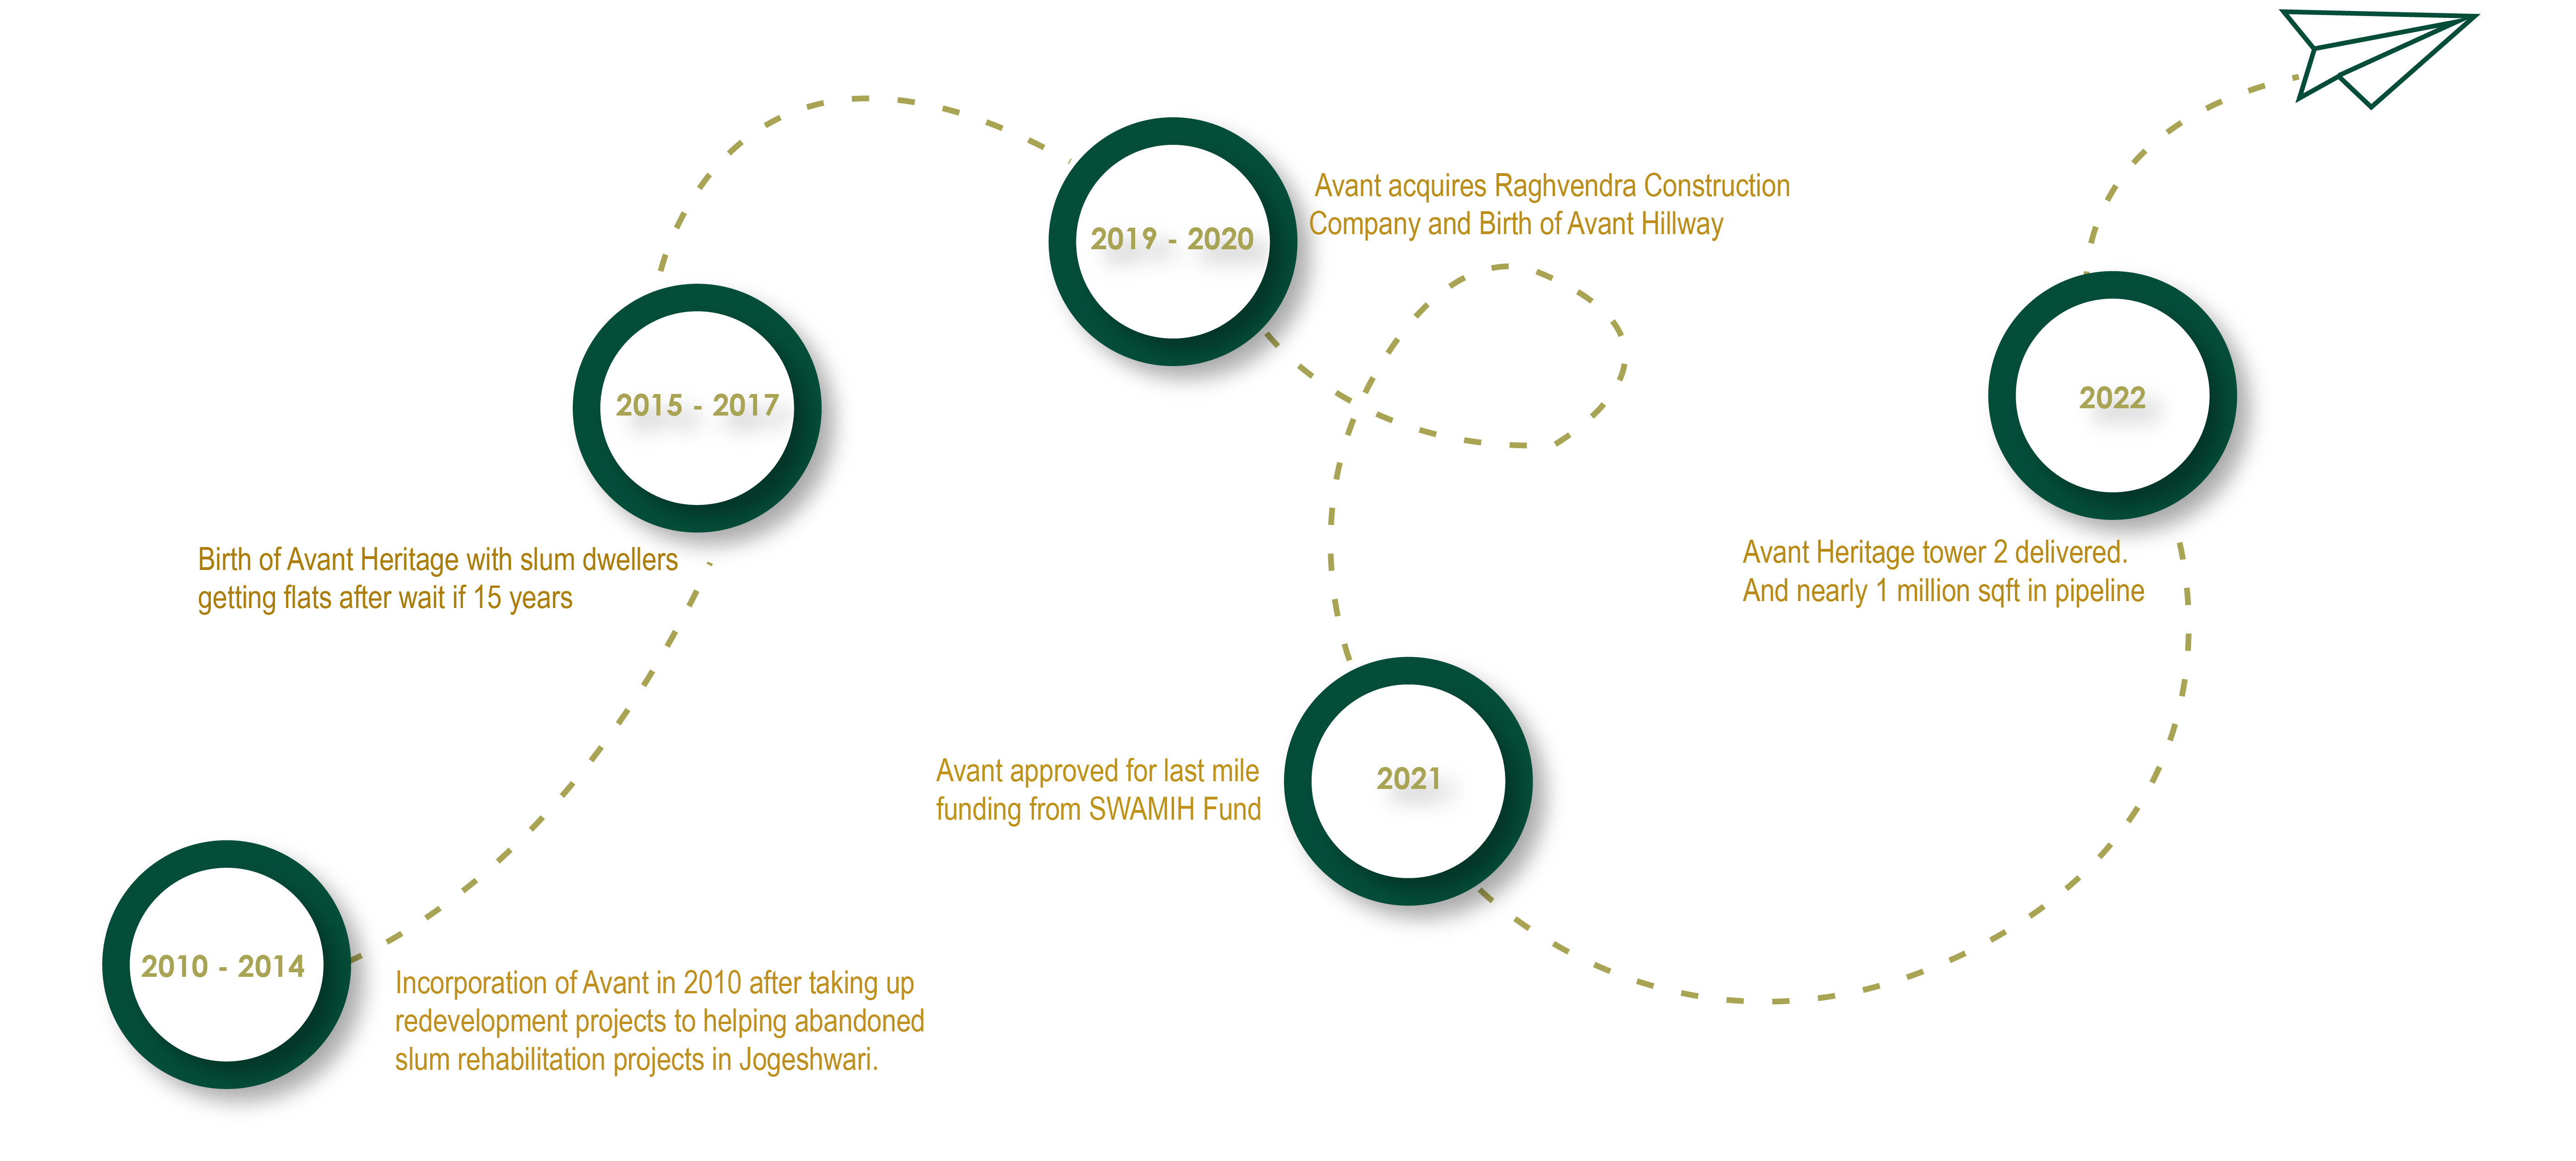 2010 - 2014
Incorporation of Avant in 2010 after taking up
redevelopment projects to helping abandoned
slum rehabilitation projects in Jogeshwari.
2015 - 2017
Birth of Avant Heritage with slum dwellers
getting flats after wait if 15 years
2019 - 2020
Avant acquires Raghvendra Construction
Company and Birth of Avant Hillway
2021
Avant approved for last mile
funding from SWAMIH Fund
2022
Avant Heritage tower 2 delivered.
And nearly 1 million sqft in pipeline